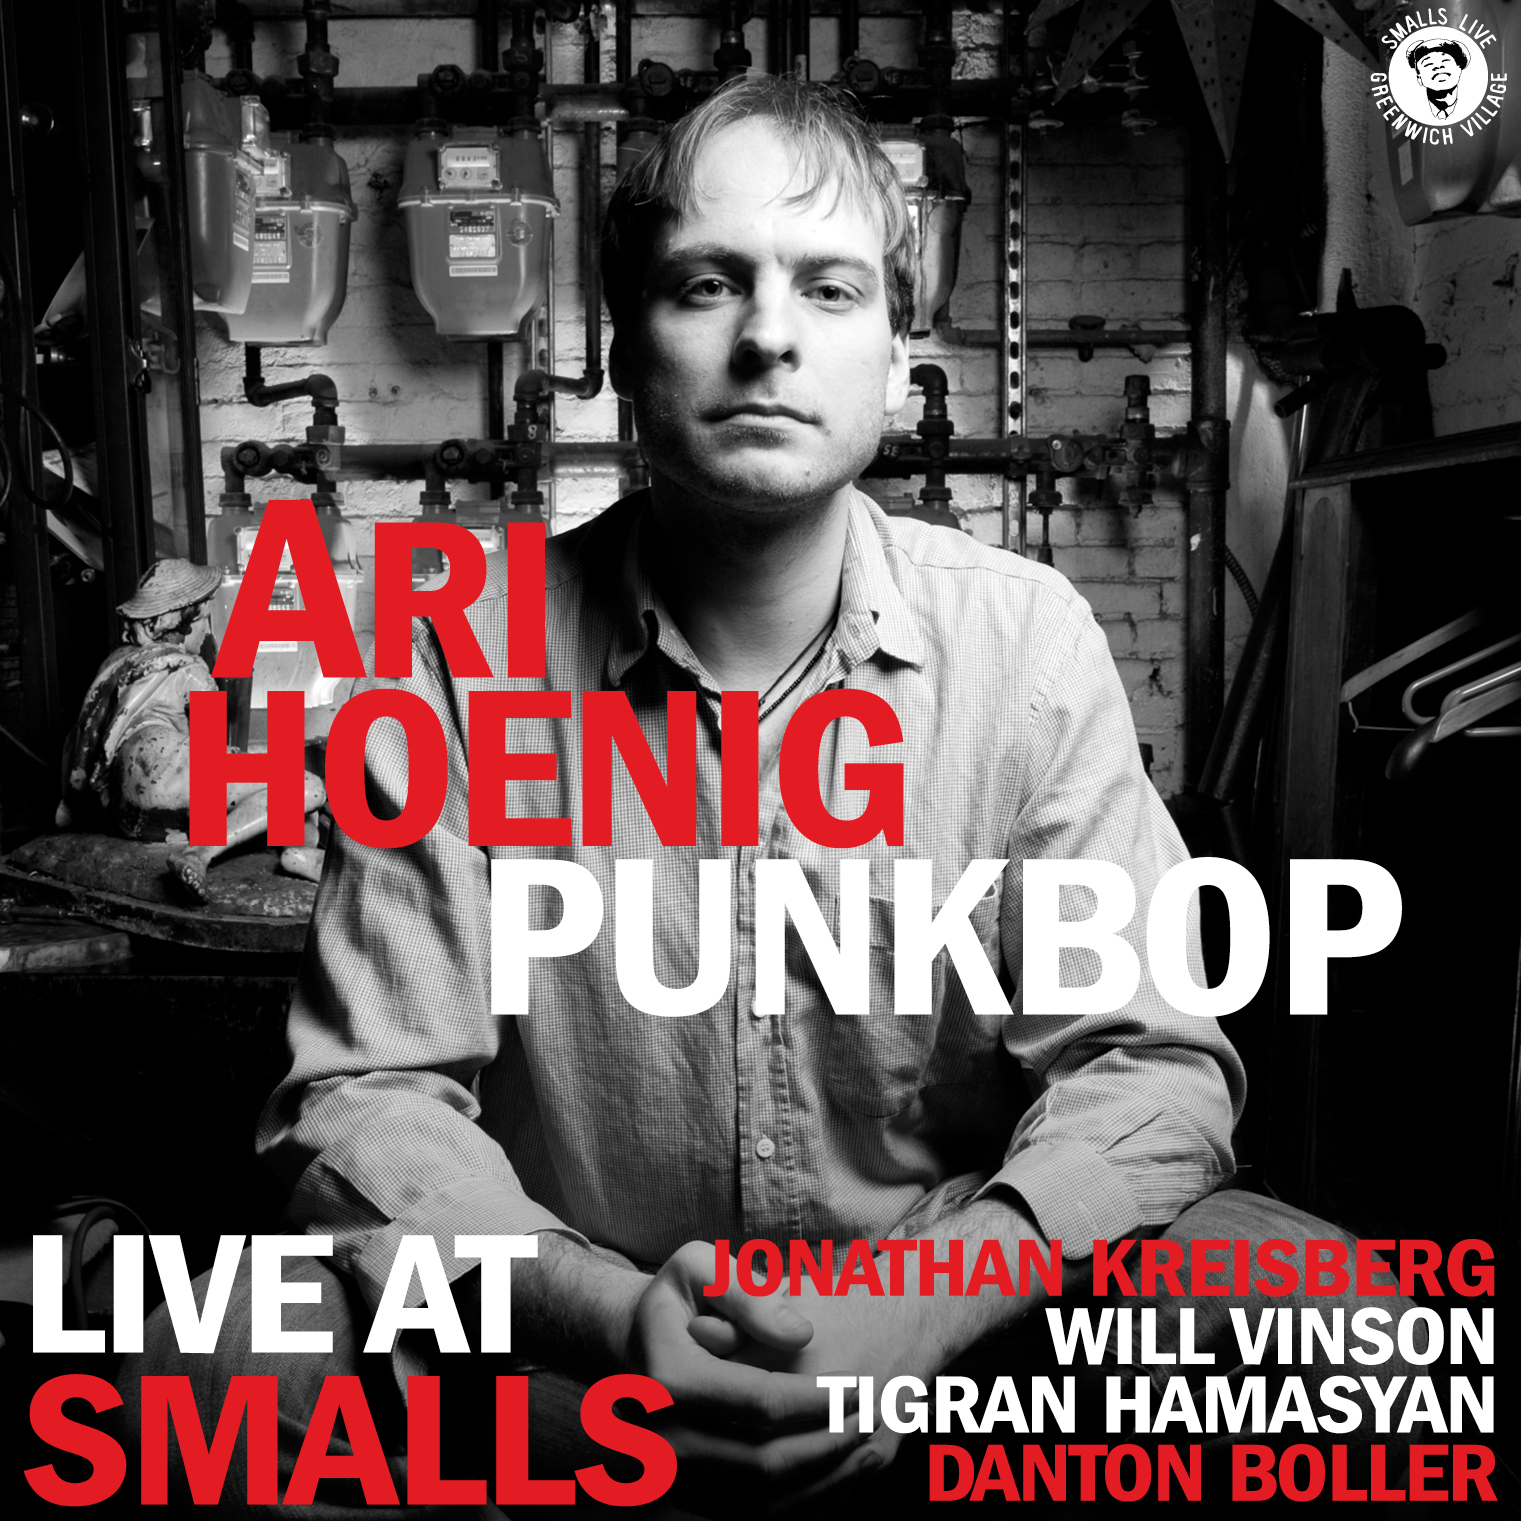 SMALLS LIVE
GREENWICH VILLAGE
ARI
HOENIG
PUNKBOP
LIVE AT
SMALLS
JONATHAN KREISBERG
WILL VINSON
TIGRAN HAMASYAN
DANTON BOLLER